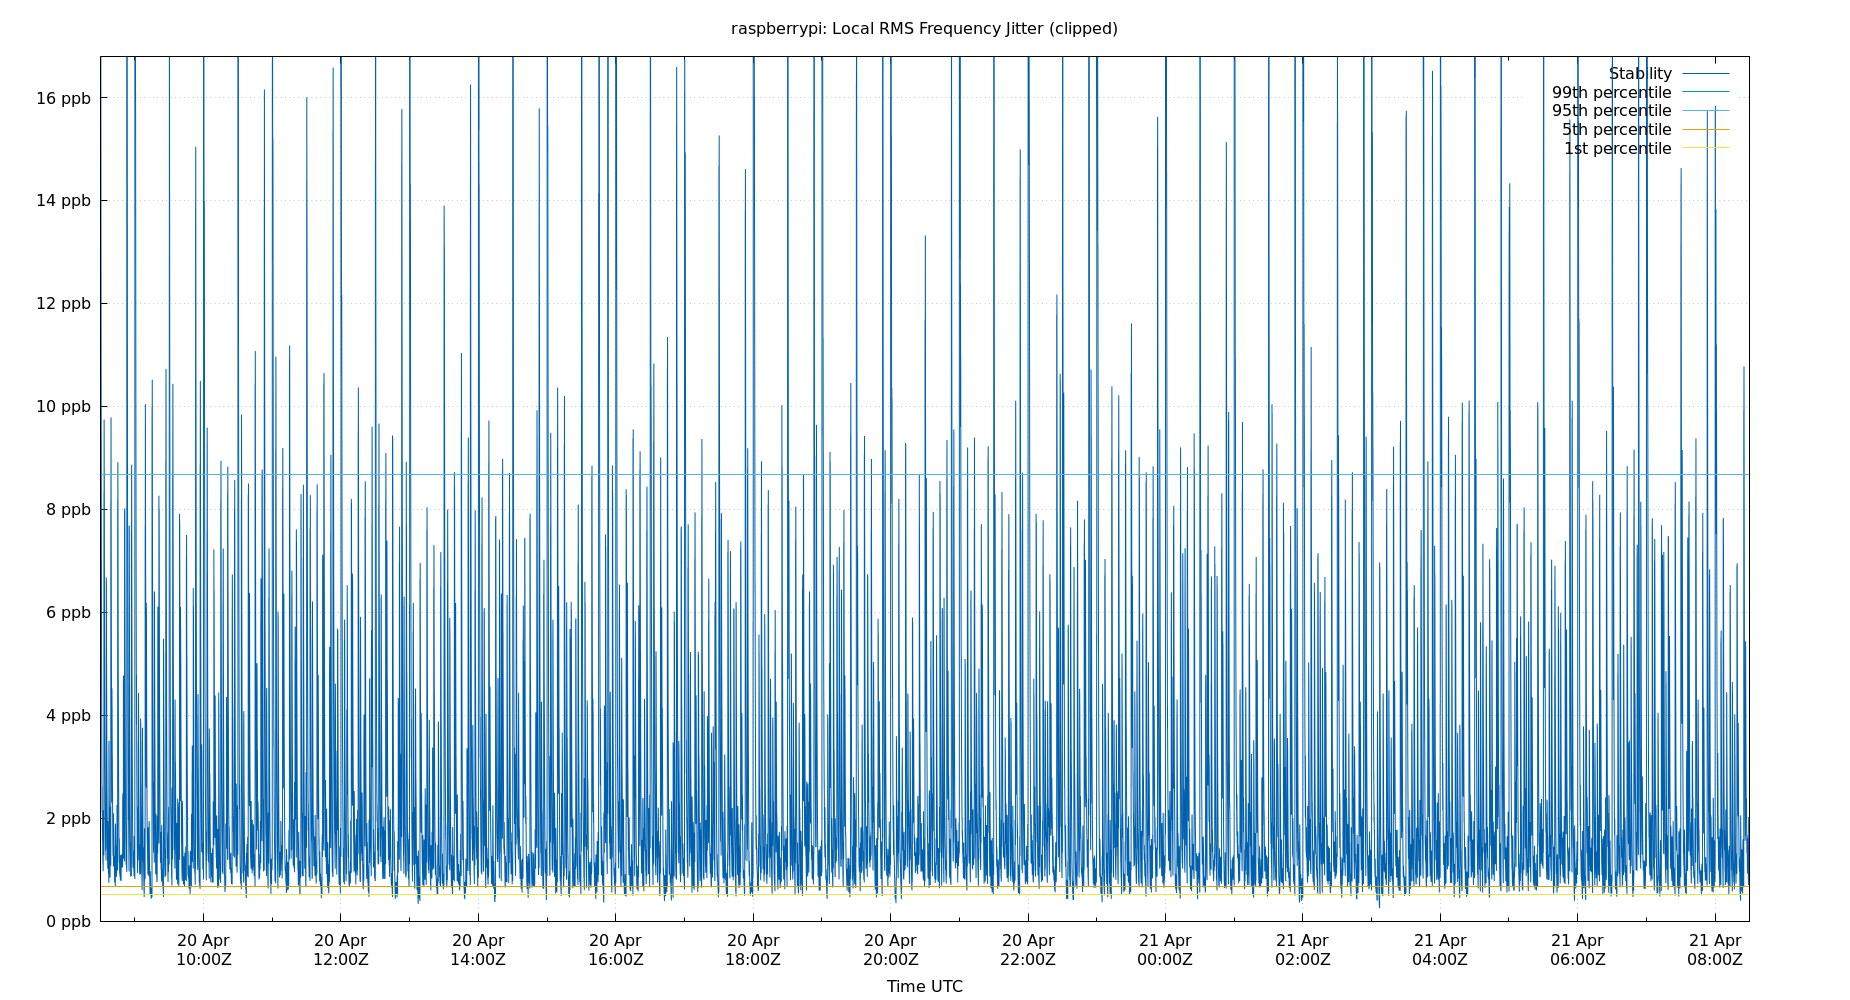 raspberrypi: Local RMS Frequency Jitter (clipped)
Stability
99th percentile
95th percentile
5th percentile
1st percentile
16 ppb
14 ppb
12 ppb
10 ppb
8 ppb
6 ppb
4 ppb
2 ppb
0 ppb
20 Apr 20 Apr 20 Apr 20 Apr 20 Apr 20 Apr 20 Apr 21 Apr 21 Apr 21 Apr 21 Apr 21 Apr
10:00Z 12:00Z 14:00Z 16:00Z 18:00Z 20:00Z 22:00Z 00:00Z 02:00Z 04:00Z 06:00Z 08:00Z
Time UTC